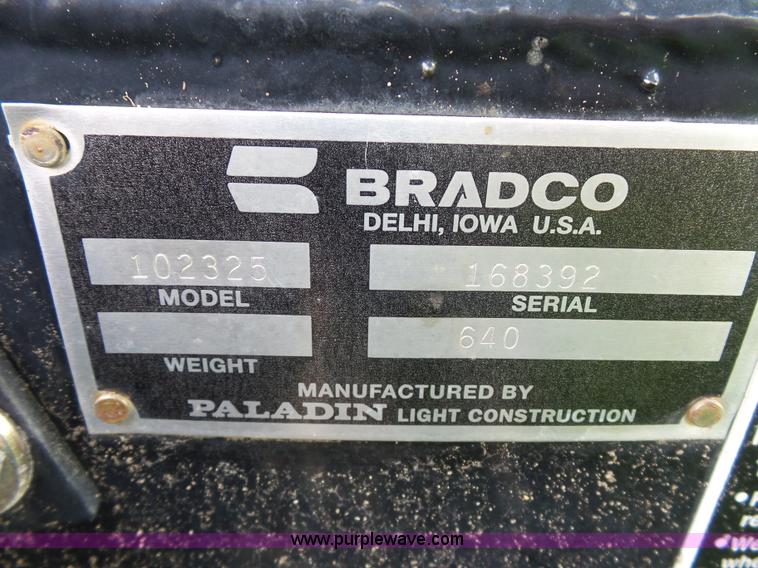 BRADCO
DELHI, IOWA U.S.A.
102325 168392
MODEL SERIAL
640
WEIGHT
MANUFACTURED BY
PALADIN LIGHT CONSTRUCTION
www.purplewave.com